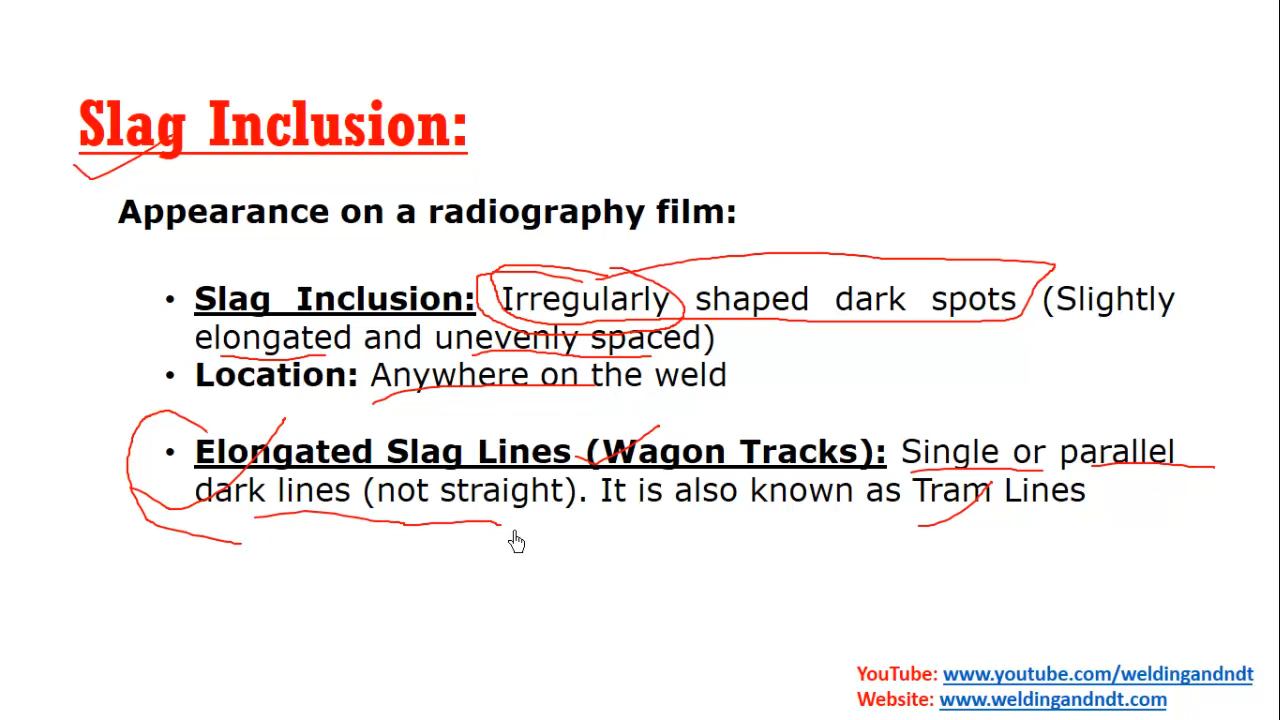 Slag Inclusion:
Appearance on a radiography film:
• Slag Inclusion: Irregularly shaped dark spots (Slightly
elongated and unevenly spaced)
• Location: Anywhere on the weld
• Elongated Slag Lines (Wagon Tracks): Single or parallel
dark lines (not straight). It is also known as Tram Lines
YouTube: www.youtube.com/weldingandndt
Website: www.weldingandndt.com